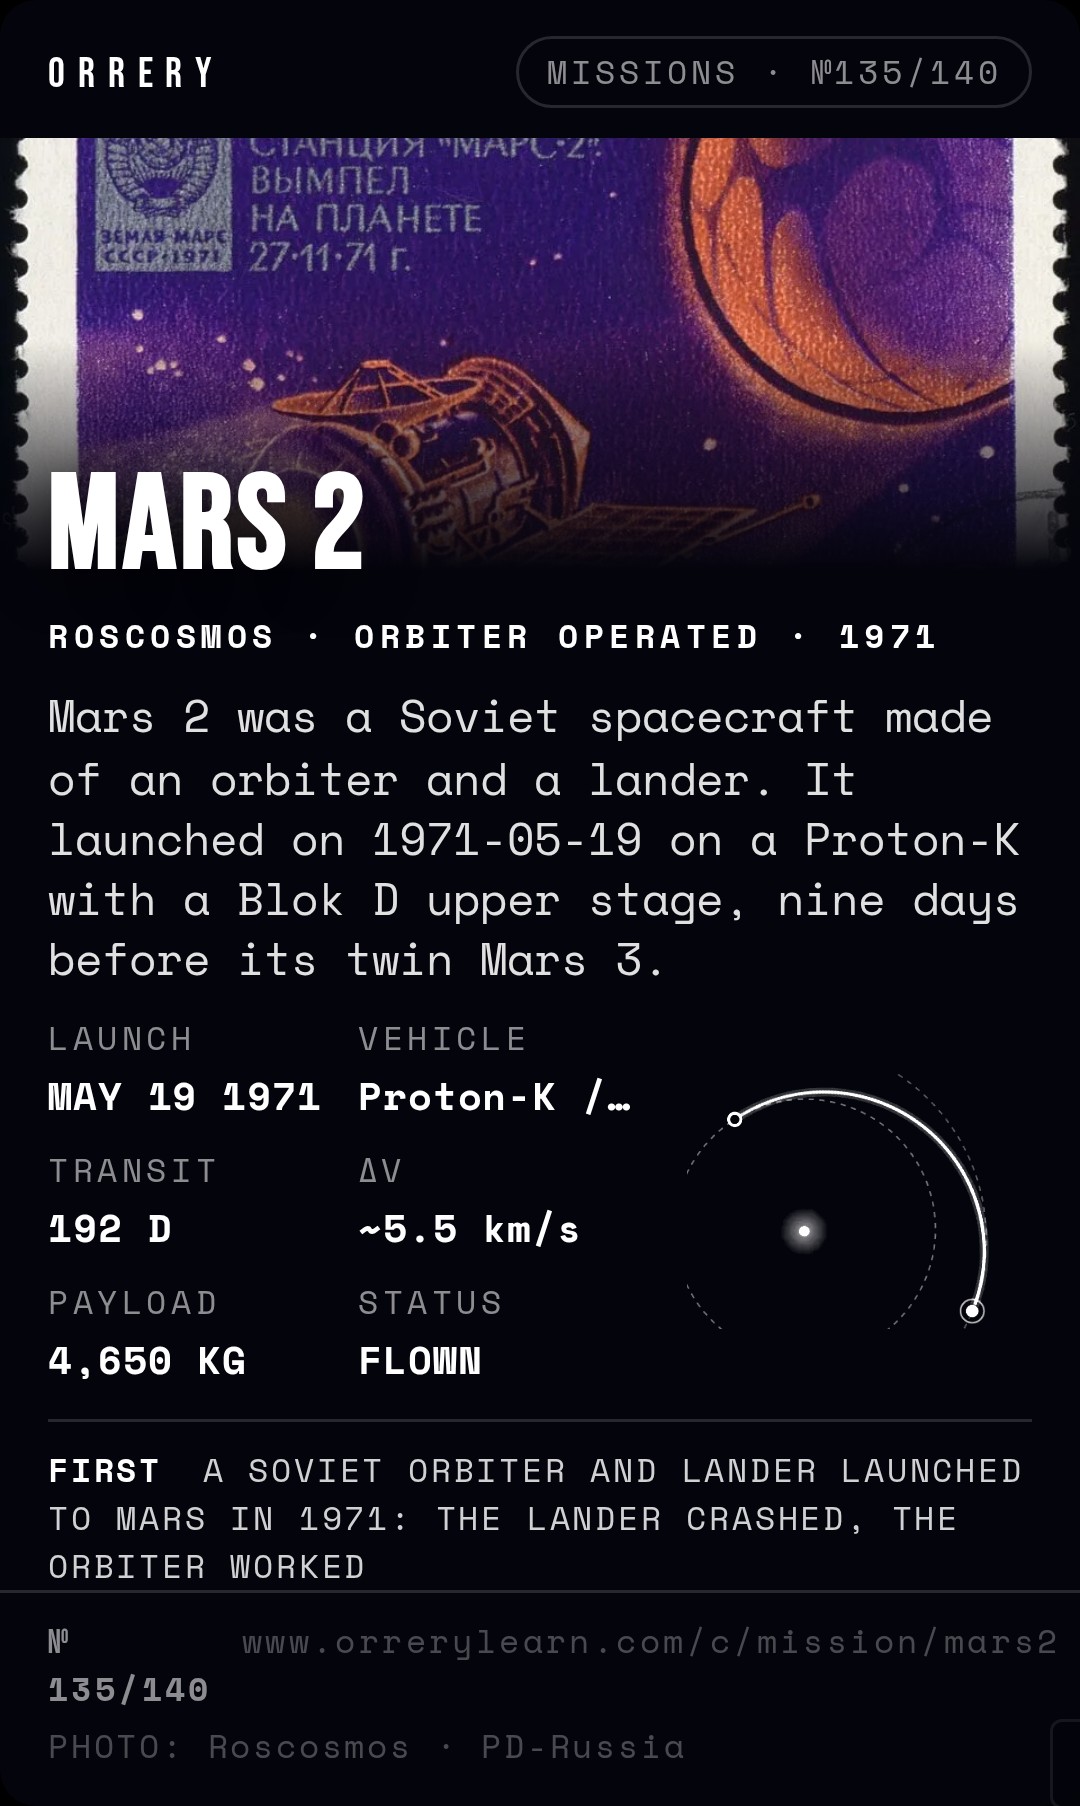 ORRERY
MISSIONS · №135/140
СТАНЦИЯ "МАРС-2".
ВЫМПЕЛ
НА ПЛАНЕТЕ
27·11·71 г.
ЗЕМЛЯ-МАРС
СССР·1971
MARS 2
ROSCOSMOS · ORBITER OPERATED · 1971
Mars 2 was a Soviet spacecraft made
of an orbiter and a lander. It
launched on 1971-05-19 on a Proton-K
with a Blok D upper stage, nine days
before its twin Mars 3.
LAUNCH VEHICLE
MAY 19 1971 Proton-K /…
TRANSIT ΔV
192 D ~5.5 km/s
PAYLOAD STATUS
4,650 KG FLOWN
FIRST A SOVIET ORBITER AND LANDER LAUNCHED
TO MARS IN 1971: THE LANDER CRASHED, THE
ORBITER WORKED
№ www.orrerylearn.com/c/mission/mars2
135/140
PHOTO: Roscosmos · PD-Russia